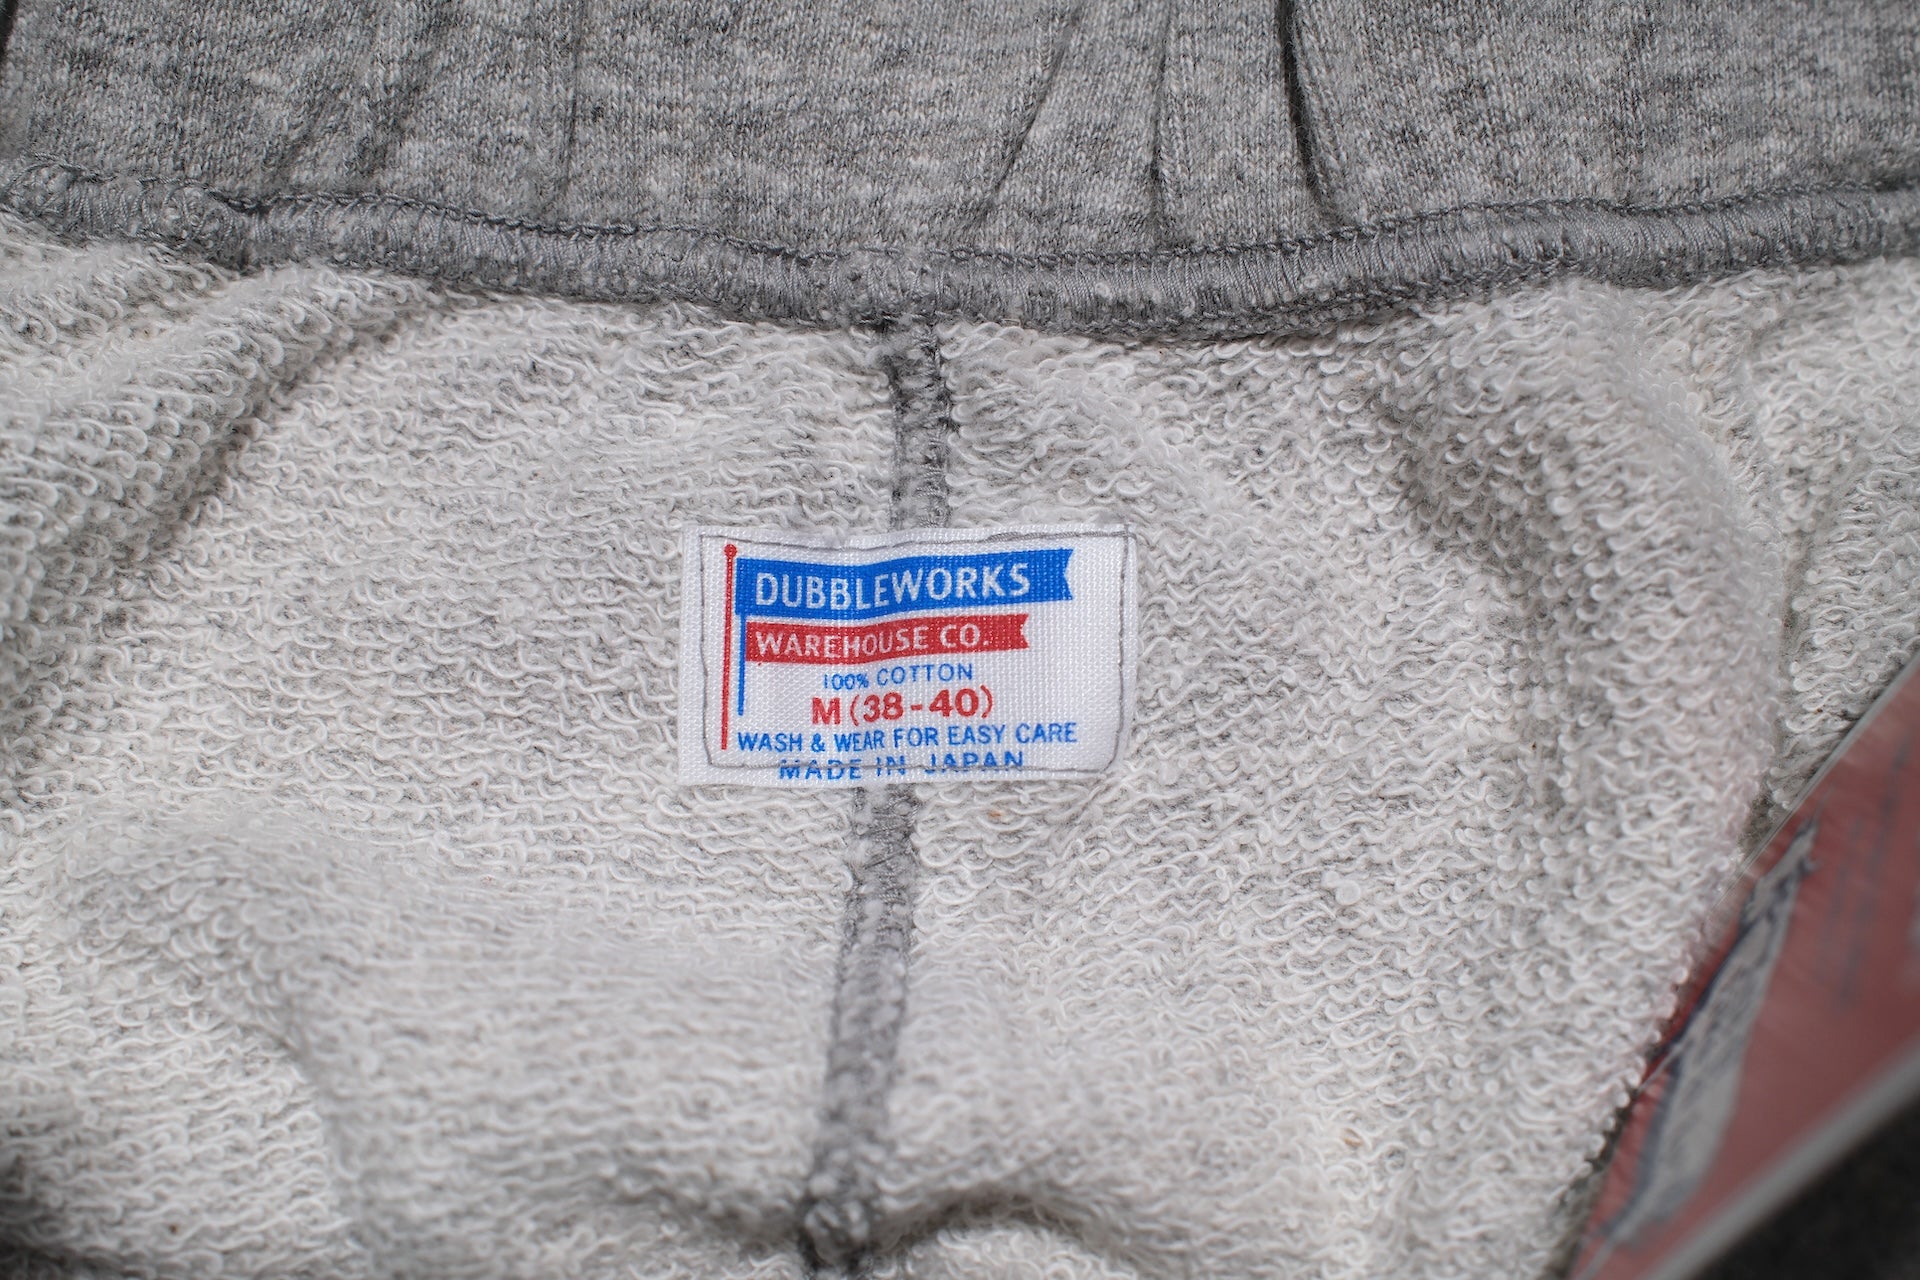 DUBBLEWORKS
WAREHOUSE CO.
100% COTTON
M (38-40)
WASH & WEAR FOR EASY CARE
MADE IN JAPAN